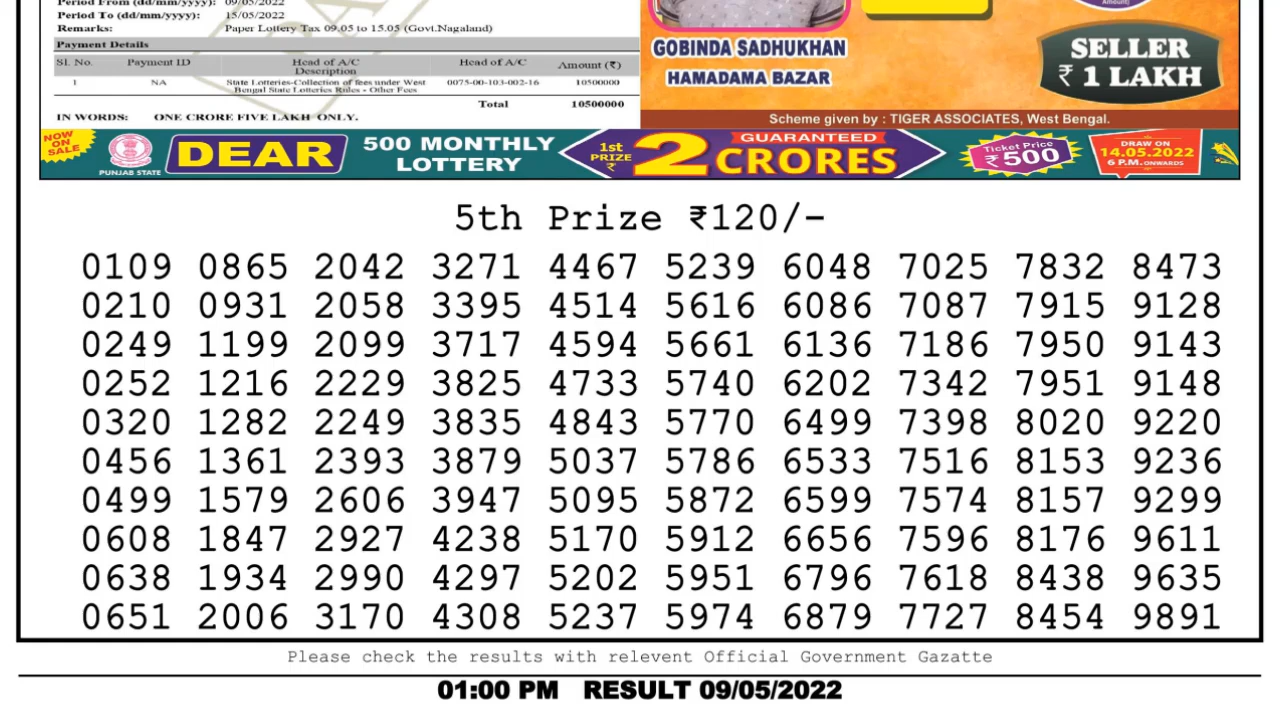 Period From (dd/mm/yyyy): 09/05/2022
Period To (dd/mm/yyyy): 15/05/2022
Remarks: Paper Lottery Tax 09.05 to 15.05 (Govt.Nagaland)
Payment Details
Sl. No. Payment ID Head of A/C Description Head of A/C Amount (₹)
1 NA State Lotteries-Collection of fees under West 0075-00-103-002-16 10500000
Bengal State Lotteries Rules - Other Fees
Total 10500000
IN WORDS: ONE CRORE FIVE LAKH ONLY.
Amount)
GOBINDA SADHUKHAN
HAMADAMA BAZAR
SELLER
₹ 1 LAKH
Scheme given by : TIGER ASSOCIATES, West Bengal.
NOW ON SALE
PUNJAB STATE
DEAR
500 MONTHLY
LOTTERY
1st PRIZE ₹
2
GUARANTEED
CRORES
Ticket Price
₹500
DRAW ON
14.05.2022
6 P.M. ONWARDS
5th Prize ₹120/-
0109 0865 2042 3271 4467 5239 6048 7025 7832 8473
0210 0931 2058 3395 4514 5616 6086 7087 7915 9128
0249 1199 2099 3717 4594 5661 6136 7186 7950 9143
0252 1216 2229 3825 4733 5740 6202 7342 7951 9148
0320 1282 2249 3835 4843 5770 6499 7398 8020 9220
0456 1361 2393 3879 5037 5786 6533 7516 8153 9236
0499 1579 2606 3947 5095 5872 6599 7574 8157 9299
0608 1847 2927 4238 5170 5912 6656 7596 8176 9611
0638 1934 2990 4297 5202 5951 6796 7618 8438 9635
0651 2006 3170 4308 5237 5974 6879 7727 8454 9891
Please check the results with relevent Official Government Gazatte
01:00 PM RESULT 09/05/2022